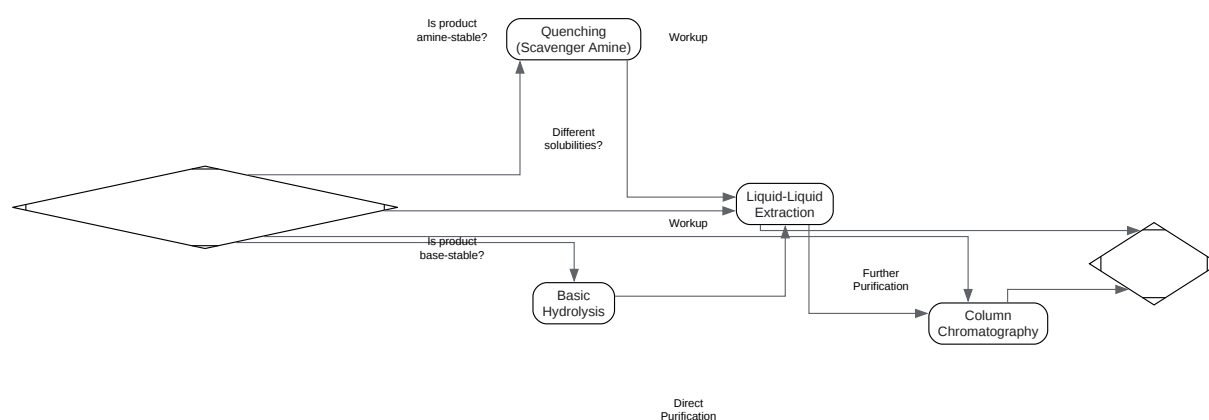 Is product
amine-stable?
Quenching
(Scavenger Amine)
Workup
Different
solubilities?
Liquid-Liquid
Extraction
Workup
Is product
base-stable?
Further
Purification
Basic
Hydrolysis
Column
Chromatography
Direct
Purification